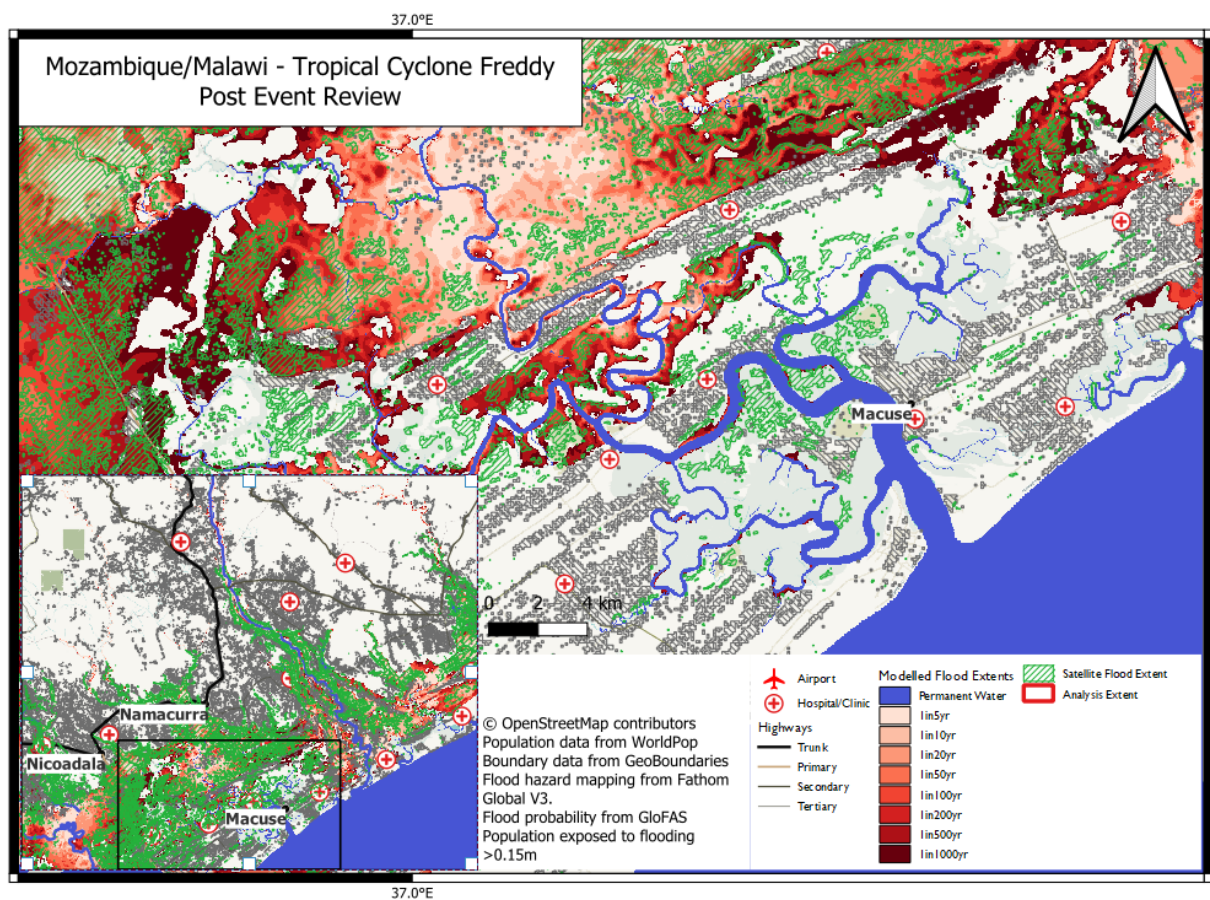 37.0°E
Mozambique/Malawi - Tropical Cyclone Freddy
Post Event Review
Macuse
0 2 4 km
Namacurra
Nicoadala
Macuse
© OpenStreetMap contributors
Population data from WorldPop
Boundary data from GeoBoundaries
Flood hazard mapping from Fathom
Global V3.
Flood probability from GloFAS
Population exposed to flooding
>0.15m
Airport
Hospital/Clinic
Highways
Trunk
Primary
Secondary
Tertiary
Modelled Flood Extents
Permanent Water
1in5yr
1in10yr
1in20yr
1in50yr
1in100yr
1in200yr
1in500yr
1in1000yr
Satellite Flood Extent
Analysis Extent
37.0°E